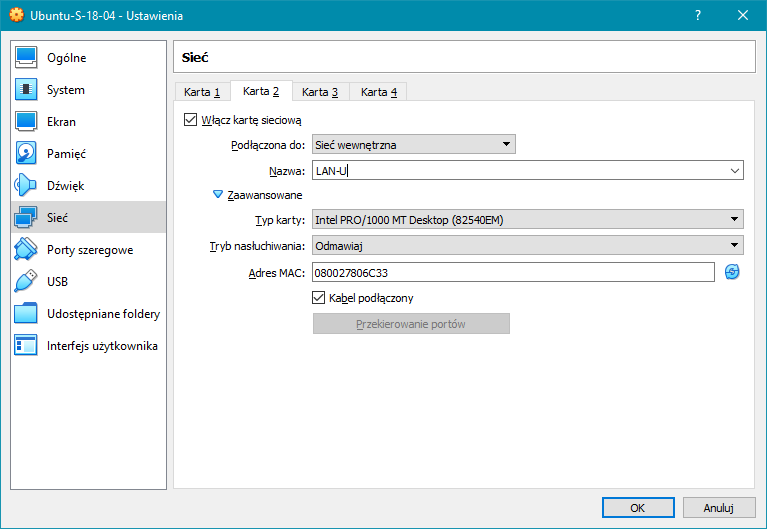 Ubuntu-S-18-04 - Ustawienia
?
Ogólne
System
Ekran
Pamięć
Dźwięk
Sieć
Porty szeregowe
USB
Udostępniane foldery
Interfejs użytkownika
Sieć
Karta 1 Karta 2 Karta 3 Karta 4
Włącz kartę sieciową
Podłączona do: Sieć wewnętrzna
Nazwa: LAN-U
Zaawansowane
Typ karty: Intel PRO/1000 MT Desktop (82540EM)
Tryb nasłuchiwania: Odmawiaj
Adres MAC: 080027806C33
Kabel podłączony
Przekierowanie portów
OK Anuluj